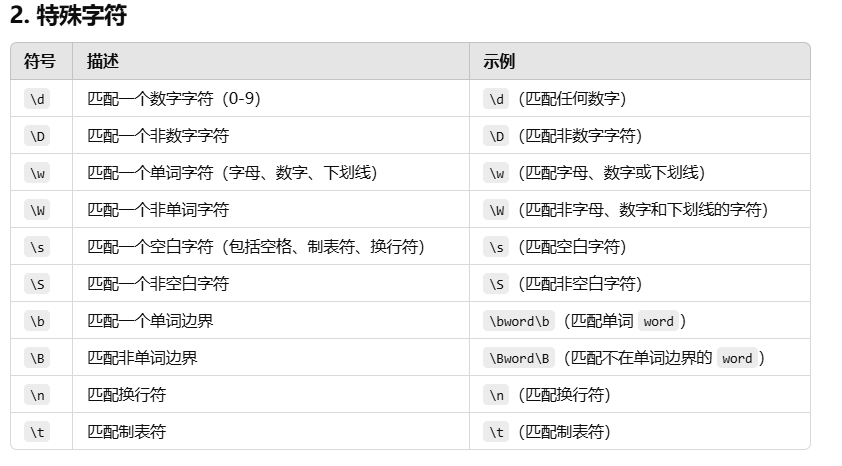 2. 特殊字符
符号 描述 示例
\d 匹配一个数字字符（0-9） \d（匹配任何数字）
\D 匹配一个非数字字符 \D（匹配非数字字符）
\w 匹配一个单词字符（字母、数字、下划线） \w（匹配字母、数字或下划线）
\W 匹配一个非单词字符 \W（匹配非字母、数字和下划线的字符）
\s 匹配一个空白字符（包括空格、制表符、换行符） \s（匹配空白字符）
\S 匹配一个非空白字符 \S（匹配非空白字符）
\b 匹配一个单词边界 \bword\b（匹配单词 word）
\B 匹配非单词边界 \Bword\B（匹配不在单词边界的 word）
\n 匹配换行符 \n（匹配换行符）
\t 匹配制表符 \t（匹配制表符）